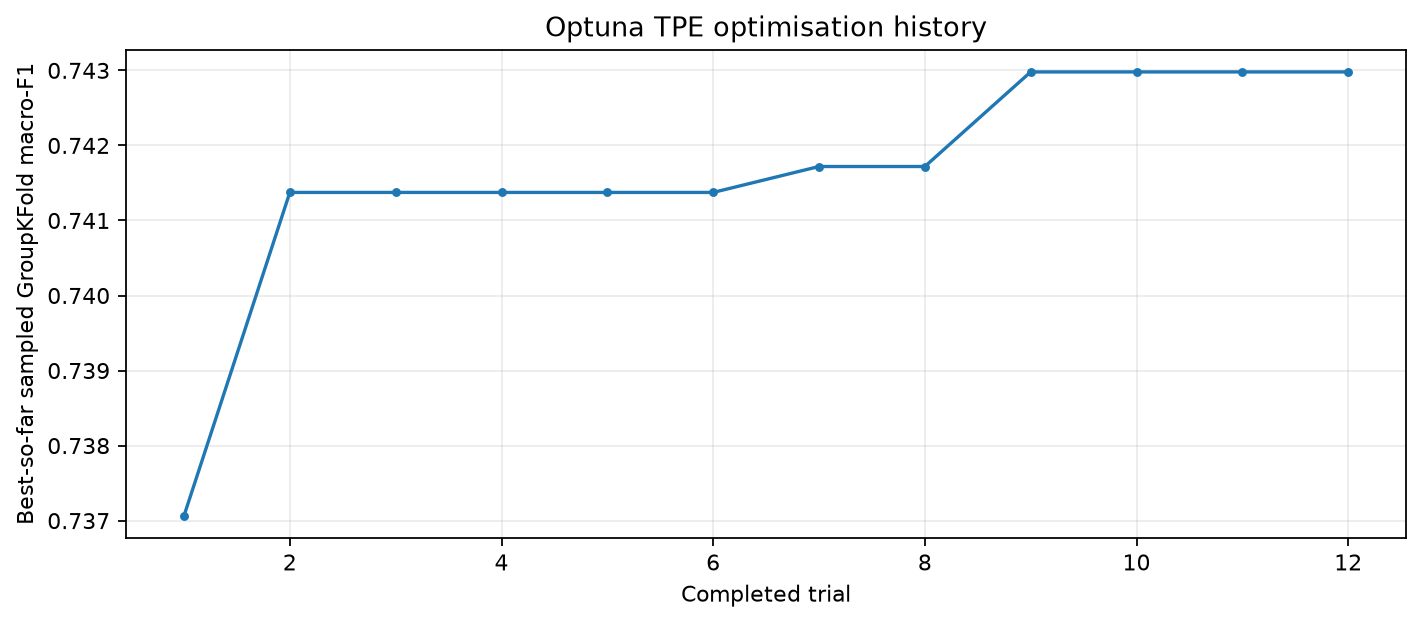 Optuna TPE optimisation history
Best-so-far sampled GroupKFold macro-F1
0.743
0.742
0.741
0.740
0.739
0.738
0.737
2 4 6 8 10 12
Completed trial